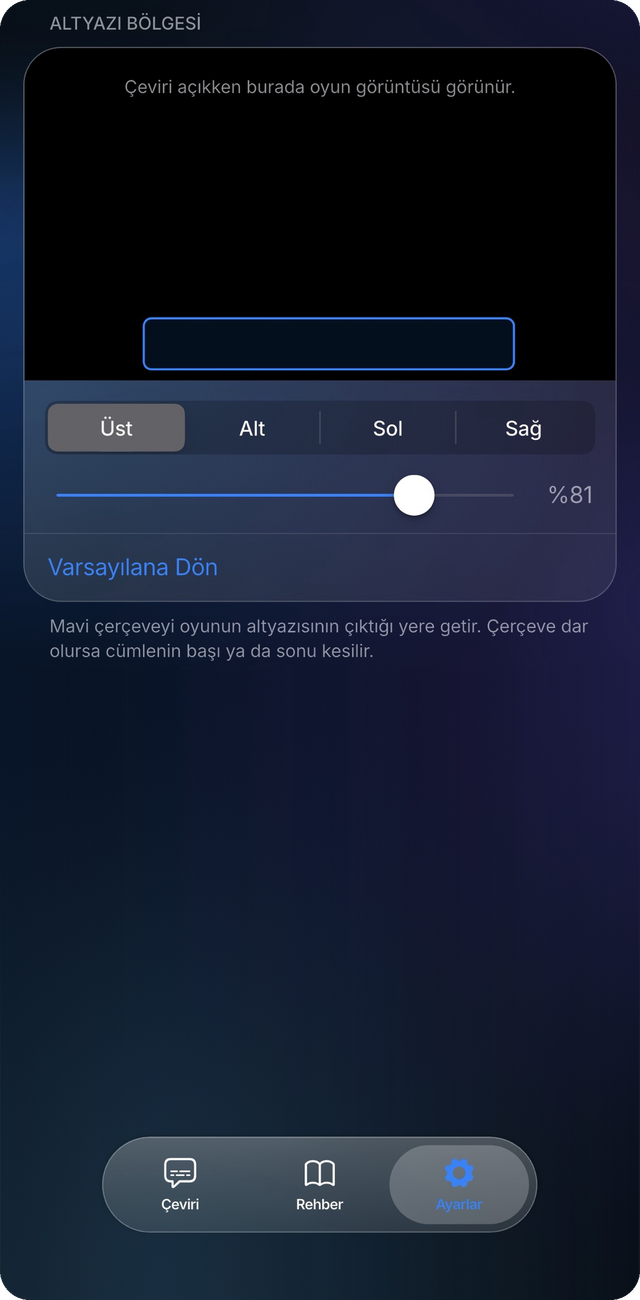 ALTYAZI BÖLGESİ
Çeviri açıkken burada oyun görüntüsü görünür.
Üst
Alt
Sol
Sağ
%81
Varsayılana Dön
Mavi çerçeveyi oyunun altyazısının çıktığı yere getir. Çerçeve dar
olursa cümlenin başı ya da sonu kesilir.
Çeviri
Rehber
Ayarlar